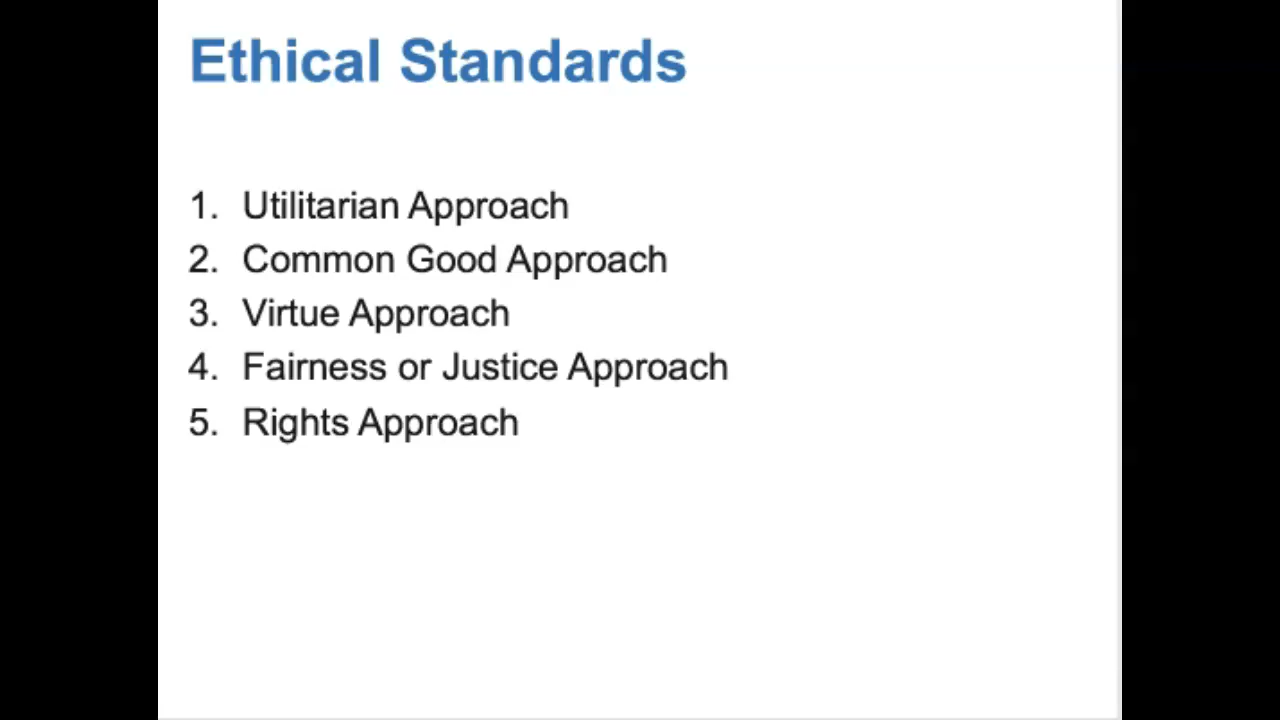 Ethical Standards
1. Utilitarian Approach
2. Common Good Approach
3. Virtue Approach
4. Fairness or Justice Approach
5. Rights Approach